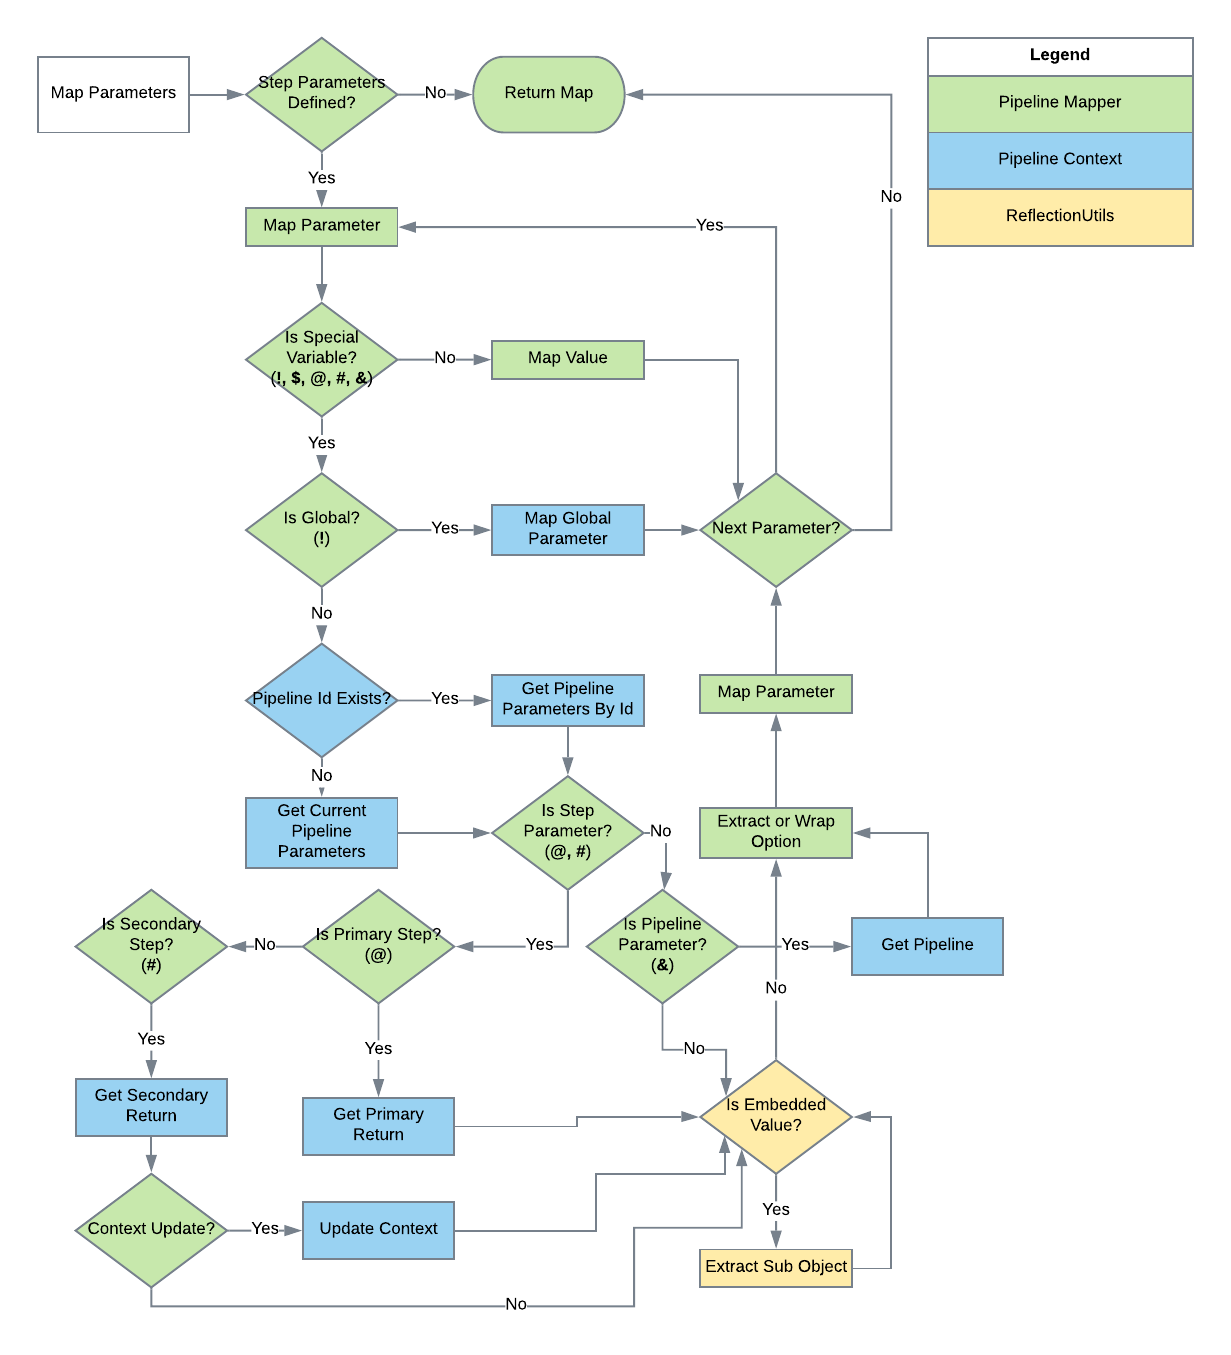 Legend
Map Parameters
Step Parameters
Defined?
No
Return Map
Pipeline Mapper
Pipeline Context
ReflectionUtils
Yes
No
Map Parameter
Yes
Is Special
Variable?
(!, $, @, #, &)
No
Map Value
Yes
Is Global?
(!)
Yes
Map Global
Parameter
Next Parameter?
No
Pipeline Id Exists?
Yes
Get Pipeline
Parameters By Id
Map Parameter
No
Get Current
Pipeline
Parameters
Is Step
Parameter?
(@, #)
No
Extract or Wrap
Option
Is Secondary
Step?
(#)
No
Is Primary Step?
(@)
Yes
Is Pipeline
Parameter?
(&)
Yes
Get Pipeline
No
Yes
Yes
No
Get Secondary
Return
Get Primary
Return
Is Embedded
Value?
Context Update?
Yes
Update Context
Yes
Extract Sub Object
No